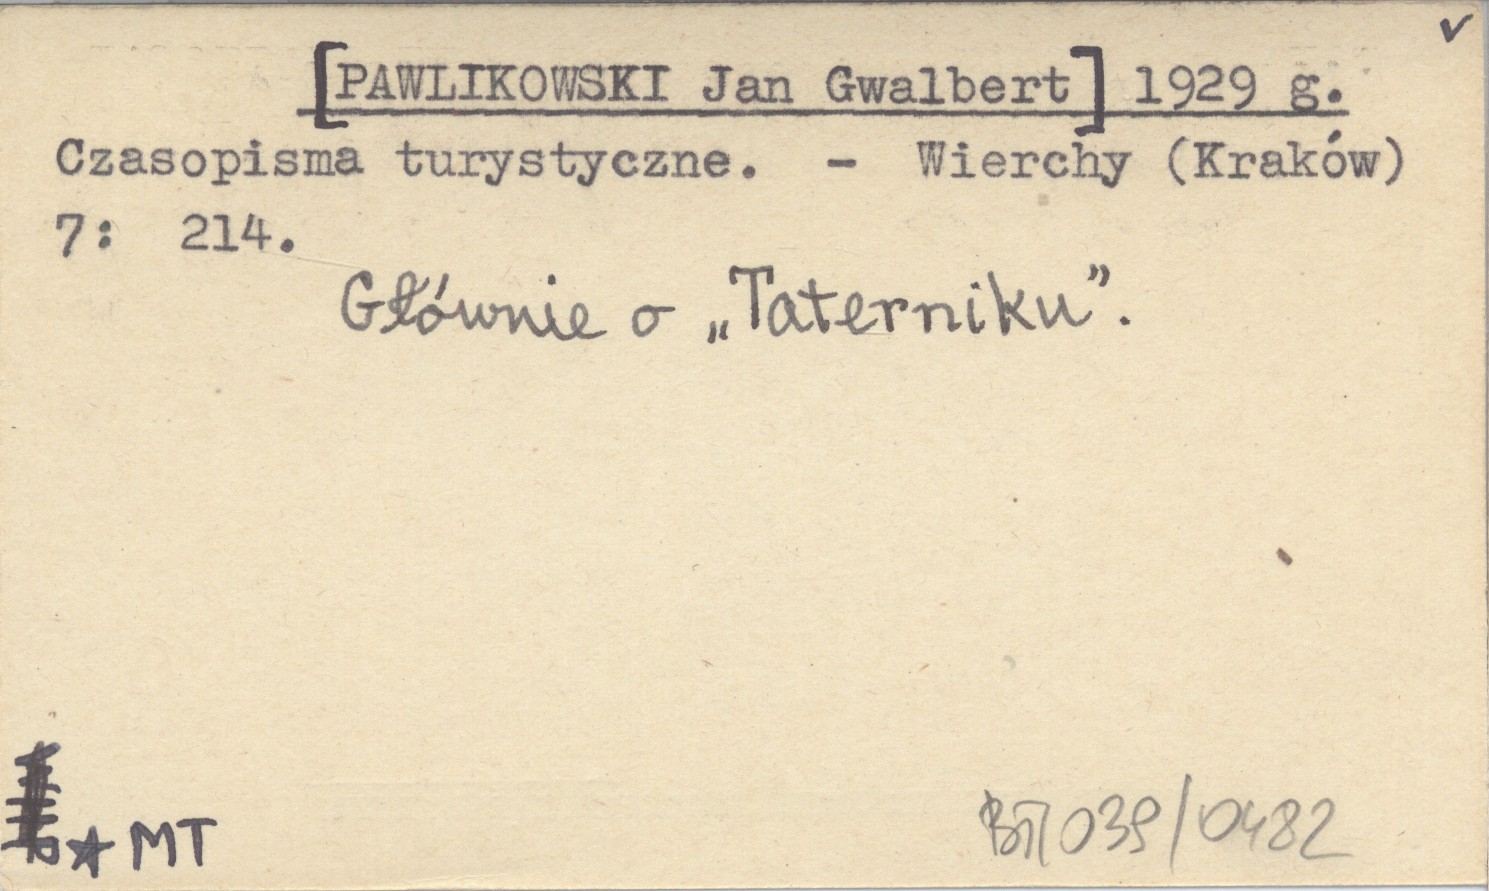 [PAWLIKOWSKI Jan Gwalbert] 1929 g.
Czasopisma turystyczne. - Wierchy (Kraków)
7: 214.
Głównie o „Taterniku”.
MT
039/0482